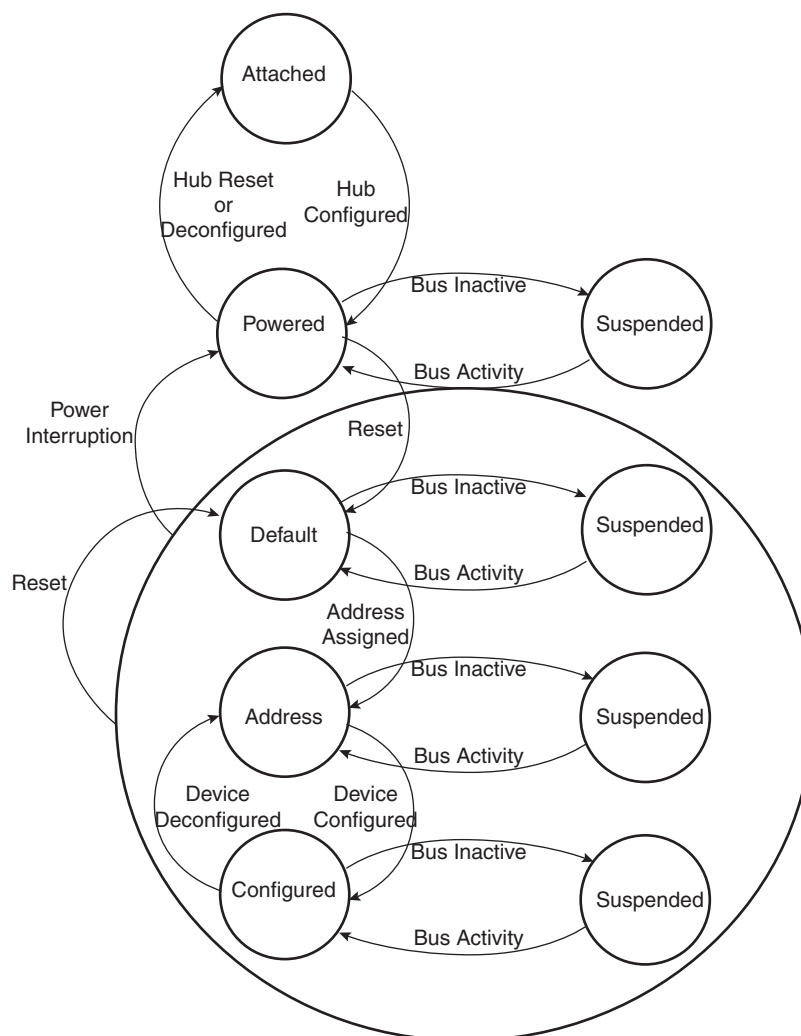 Attached
Hub Reset
or
Deconfigured
Hub
Configured
Bus Inactive
Powered
Suspended
Bus Activity
Power
Interruption
Reset
Bus Inactive
Default
Suspended
Bus Activity
Reset
Address
Assigned
Bus Inactive
Address
Suspended
Bus Activity
Device
Deconfigured
Device
Configured
Bus Inactive
Configured
Suspended
Bus Activity